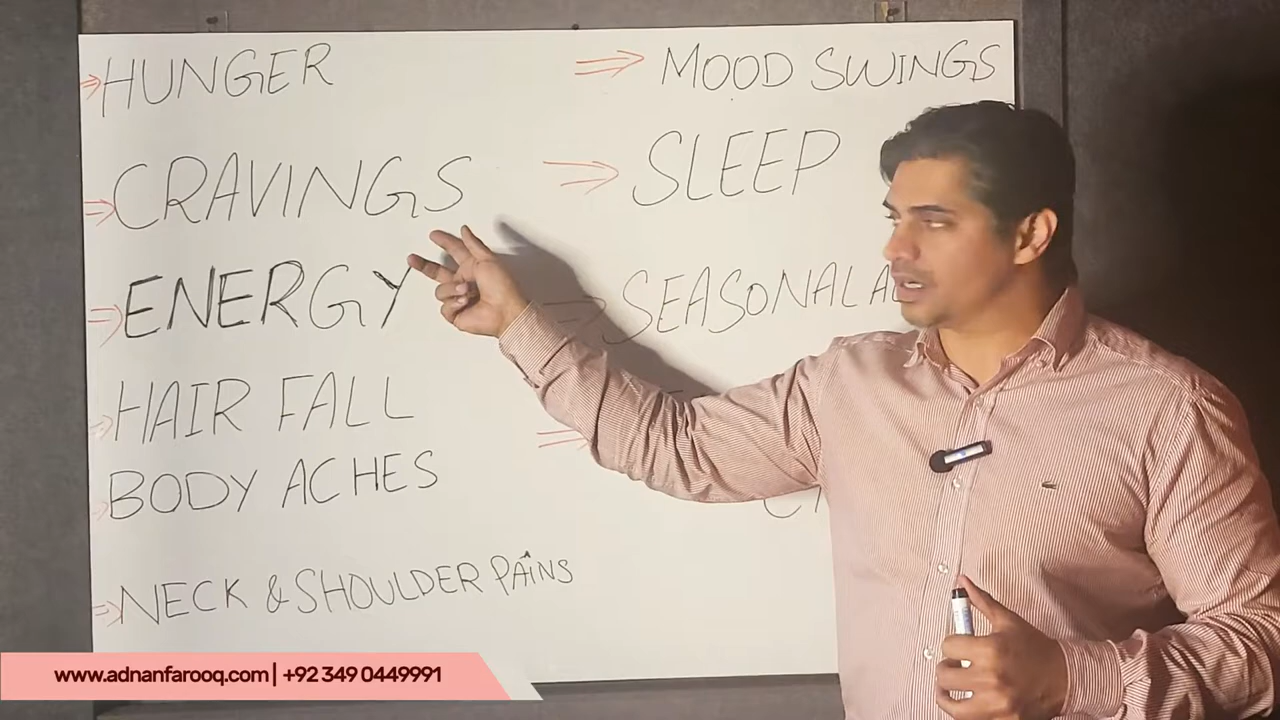 HUNGER
CRAVINGS
ENERGY
HAIR FALL
BODY ACHES
NECK & SHOULDER PAINS
MOOD SWINGS
SLEEP
SEASONAL
www.adnanfarooq.com | +92 349 0449991